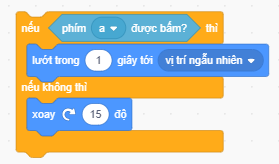 nếu phím a được bấm? thì
lướt trong 1 giây tới vị trí ngẫu nhiên
nếu không thì
xoay 15 độ